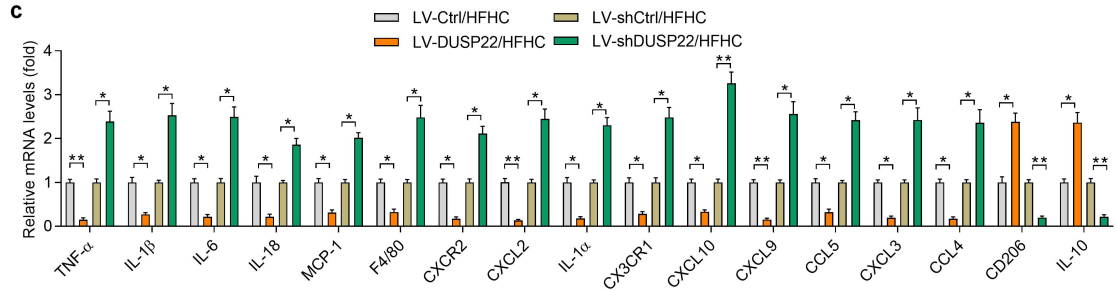 c
LV-Ctrl/HFHC LV-shCtrl/HFHC
LV-DUSP22/HFHC LV-shDUSP22/HFHC
Relative mRNA levels (fold)
4
3
2
1
0
** * * * * * * * * * * * * * ** * * * * * * * ** ** * * * * * * * * ** * **
TNF-α IL-1β IL-6 IL-18 MCP-1 F4/80 CXCR2 CXCL2 IL-1α CX3CR1 CXCL10 CXCL9 CCL5 CXCL3 CCL4 CD206 IL-10